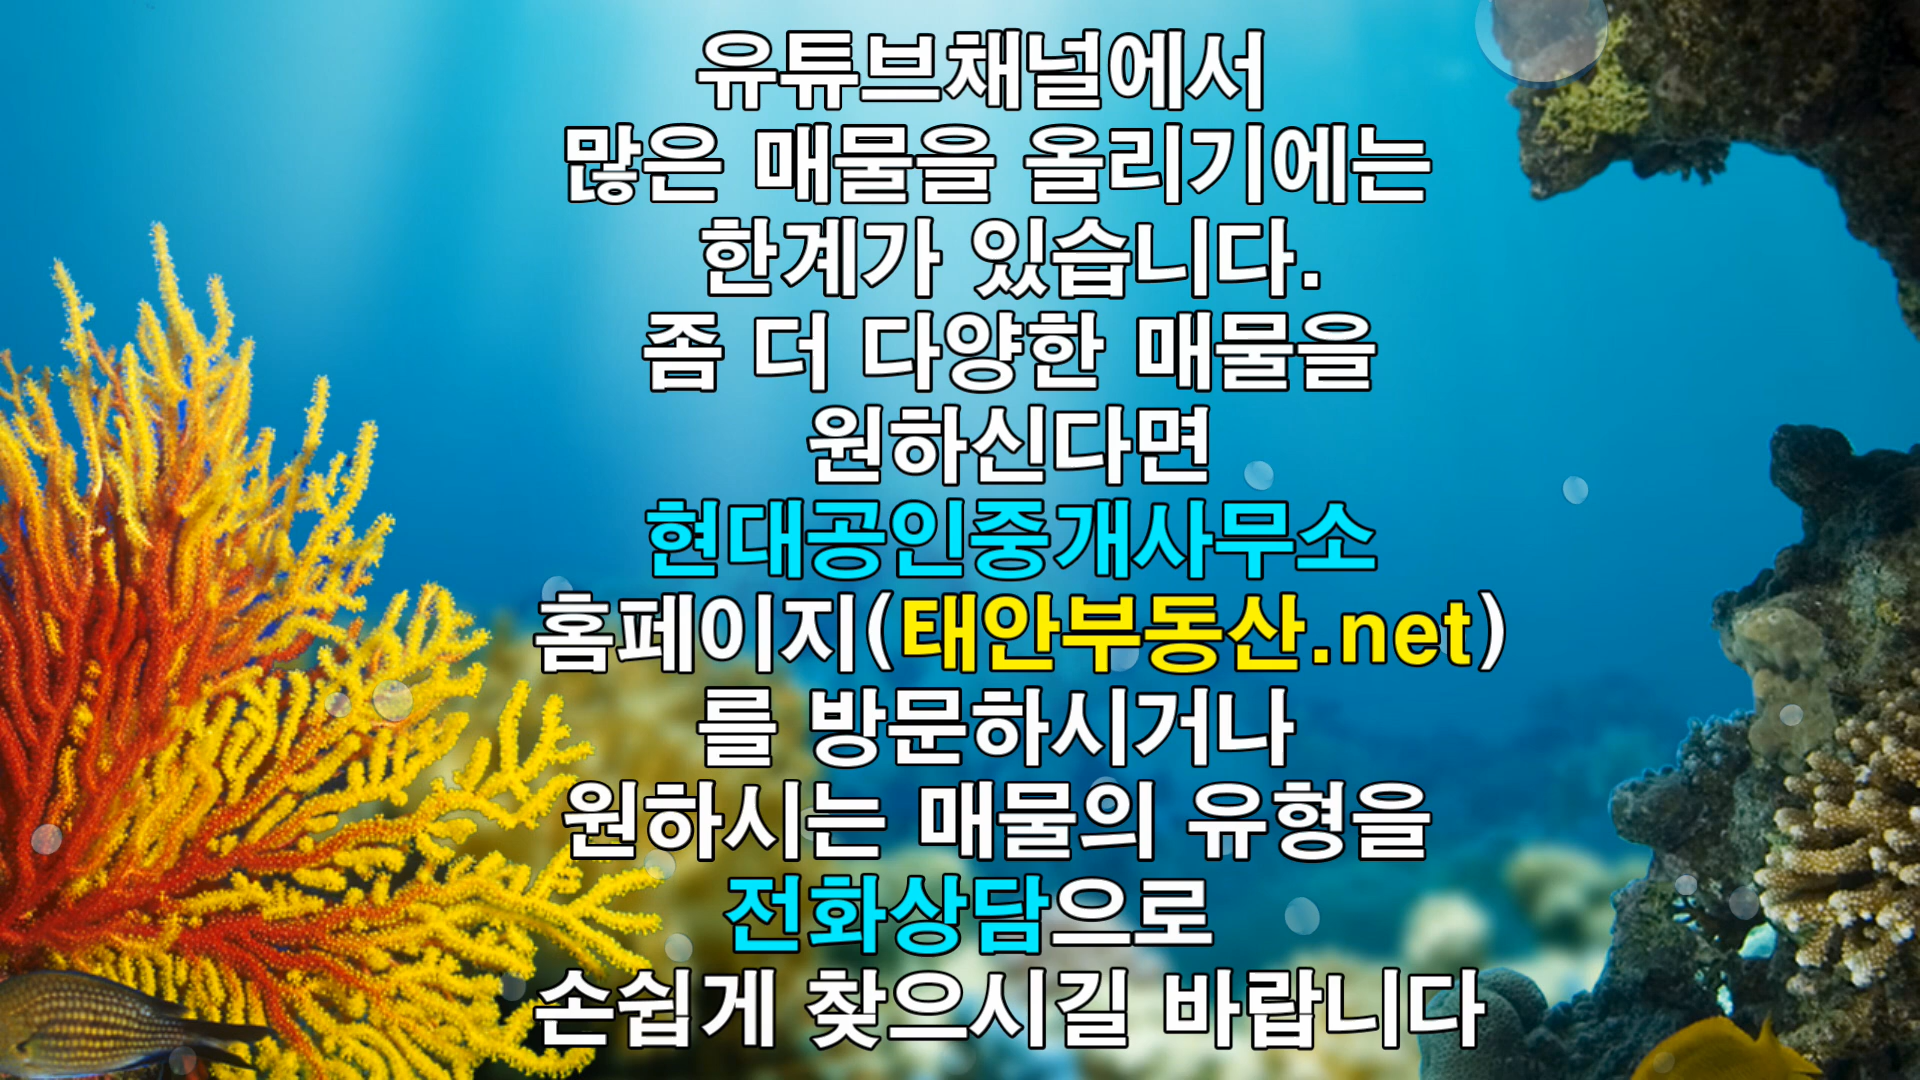 유튜브채널에서
많은 매물을 올리기에는
한계가 있습니다.
좀 더 다양한 매물을
원하신다면
현대공인중개사무소
홈페이지(태안부동산.net)
를 방문하시거나
원하시는 매물의 유형을
전화상담으로
손쉽게 찾으시길 바랍니다